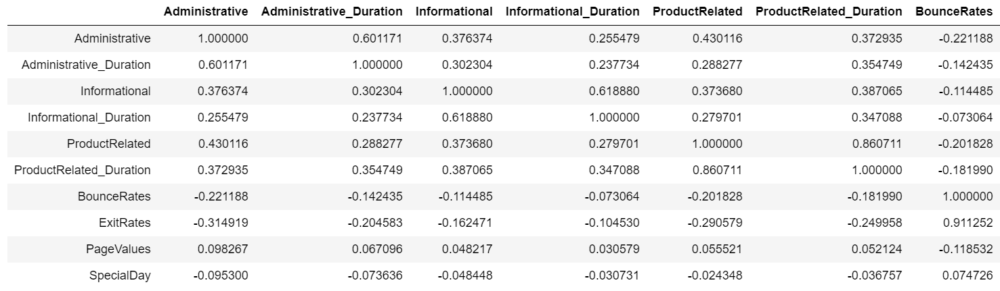 Administrative Administrative_Duration Informational Informational_Duration ProductRelated ProductRelated_Duration BounceRates
Administrative 1.000000 0.601171 0.376374 0.255479 0.430116 0.372935 -0.221188
Administrative_Duration 0.601171 1.000000 0.302304 0.237734 0.288277 0.354749 -0.142435
Informational 0.376374 0.302304 1.000000 0.618880 0.373680 0.387065 -0.114485
Informational_Duration 0.255479 0.237734 0.618880 1.000000 0.279701 0.347088 -0.073064
ProductRelated 0.430116 0.288277 0.373680 0.279701 1.000000 0.860711 -0.201828
ProductRelated_Duration 0.372935 0.354749 0.387065 0.347088 0.860711 1.000000 -0.181990
BounceRates -0.221188 -0.142435 -0.114485 -0.073064 -0.201828 -0.181990 1.000000
ExitRates -0.314919 -0.204583 -0.162471 -0.104530 -0.290579 -0.249958 0.911252
PageValues 0.098267 0.067096 0.048217 0.030579 0.055521 0.052124 -0.118532
SpecialDay -0.095300 -0.073636 -0.048448 -0.030731 -0.024348 -0.036757 0.074726